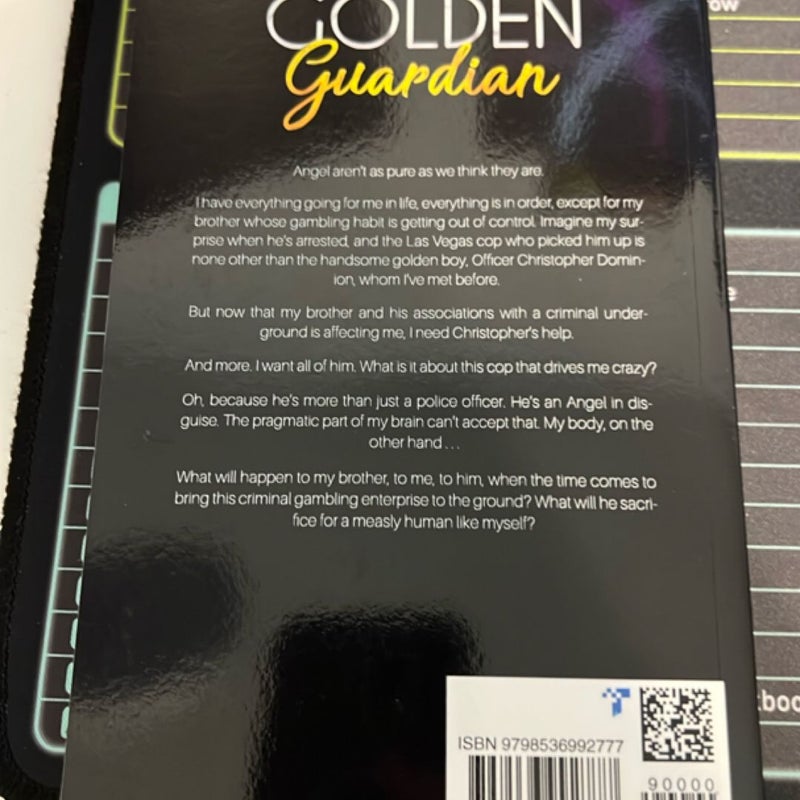 GOLDEN
Guardian
Angel aren't as pure as we think they are.
I have everything going for me in life, everything is in order, except for my
brother whose gambling habit is getting out of control. Imagine my sur-
prise when he's arrested, and the Las Vegas cop who picked him up is
none other than the handsome golden boy, Officer Christopher Domin-
ion, whom I've met before.
But now that my brother and his associations with a criminal under-
ground is affecting me, I need Christopher's help.
And more. I want all of him. What is it about this cop that drives me crazy?
Oh, because he's more than just a police officer. He's an Angel in dis-
guise. The pragmatic part of my brain can't accept that. My body, on the
other hand . . .
What will happen to my brother, to me, to him, when the time comes to
bring this criminal gambling enterprise to the ground? What will he sacri-
fice for a measly human like myself?
ISBN 9798536992777
90000